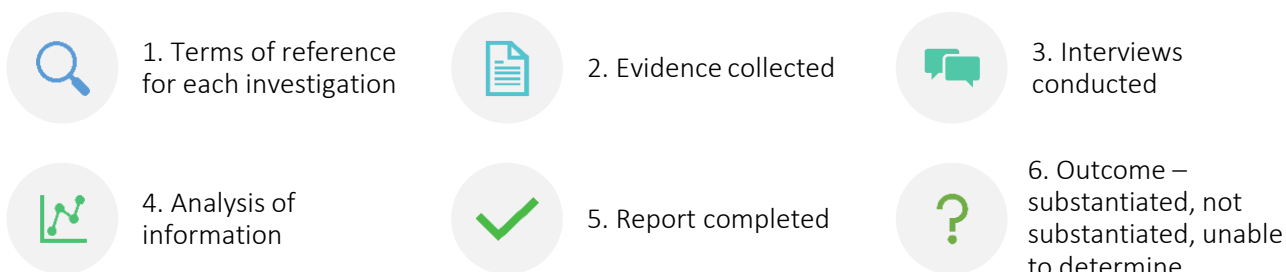 1. Terms of reference
for each investigation
2. Evidence collected
3. Interviews
conducted
4. Analysis of
information
5. Report completed
6. Outcome –
substantiated, not
substantiated, unable
to determine